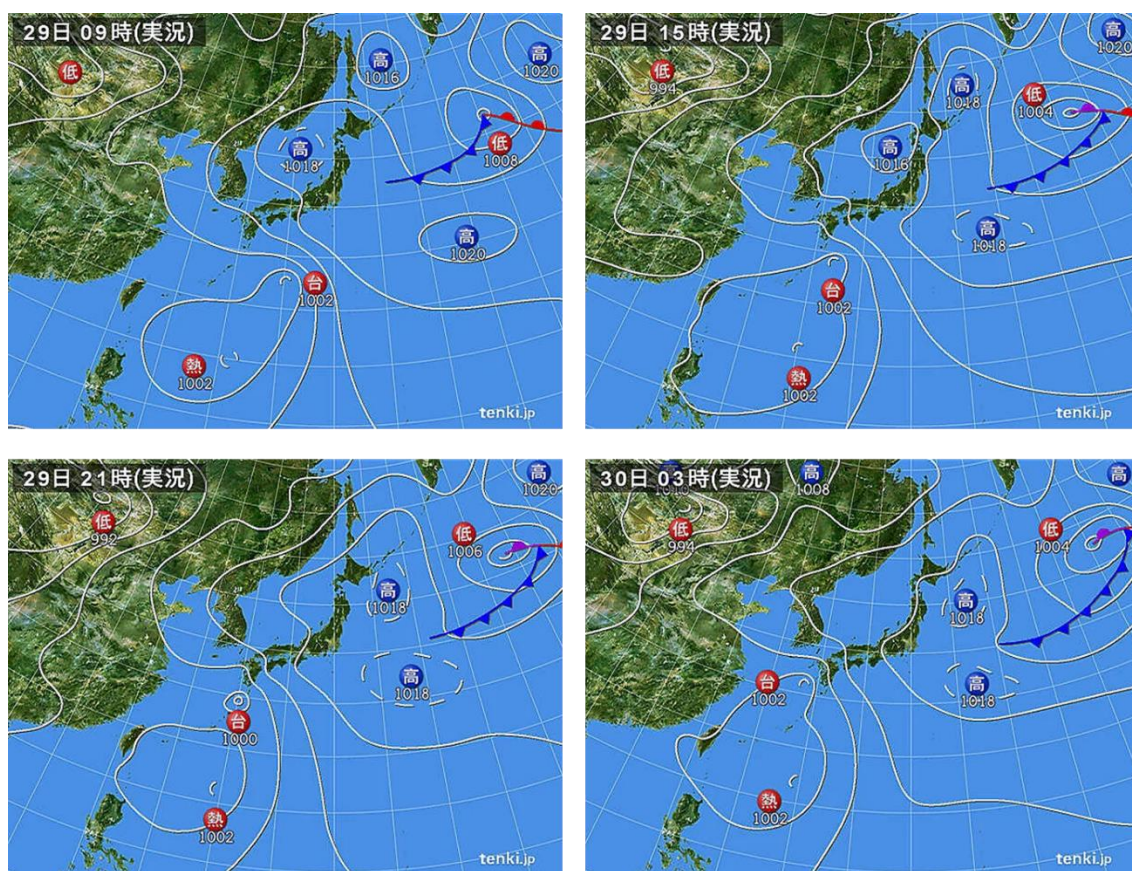 29日 09時(実況)
低
高
1016
高
1020
低
1008
高
1018
高
1020
台
1002
熱
1002
tenki.jp
29日 15時(実況)
低
994
高
1018
高
1020
低
1004
高
1016
高
1018
台
1002
熱
1002
tenki.jp
29日 21時(実況)
低
992
高
1020
低
1006
高
1018
高
1018
台
1000
熱
1002
tenki.jp
30日 03時(実況)
高
高
1008
高
低
994
低
1004
高
1018
高
1018
台
1002
熱
1002
tenki.jp